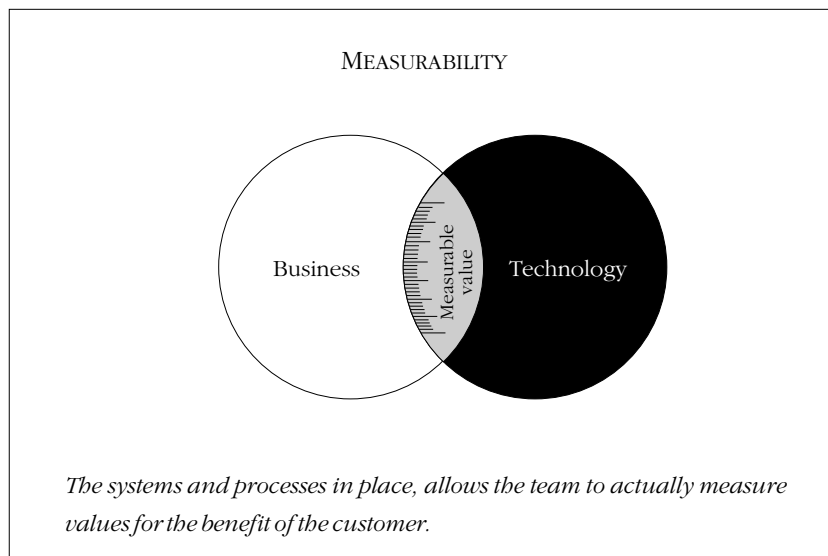 MEASURABILITY
Business
Measurable
value
Technology
The systems and processes in place, allows the team to actually measure
values for the benefit of the customer.